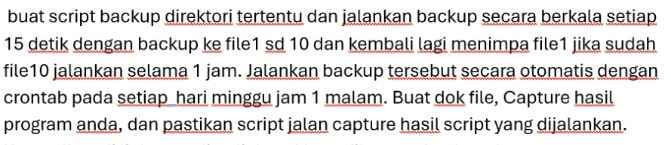 buat script backup direktori tertentu dan jalankan backup secara berkala setiap
15 detik dengan backup ke file1 sd 10 dan kembali lagi menimpa file1 jika sudah
file10 jalankan selama 1 jam. Jalankan backup tersebut secara otomatis dengan
crontab pada setiap hari minggu jam 1 malam. Buat dok file, Capture hasil
program anda, dan pastikan script jalan capture hasil script yang dijalankan.